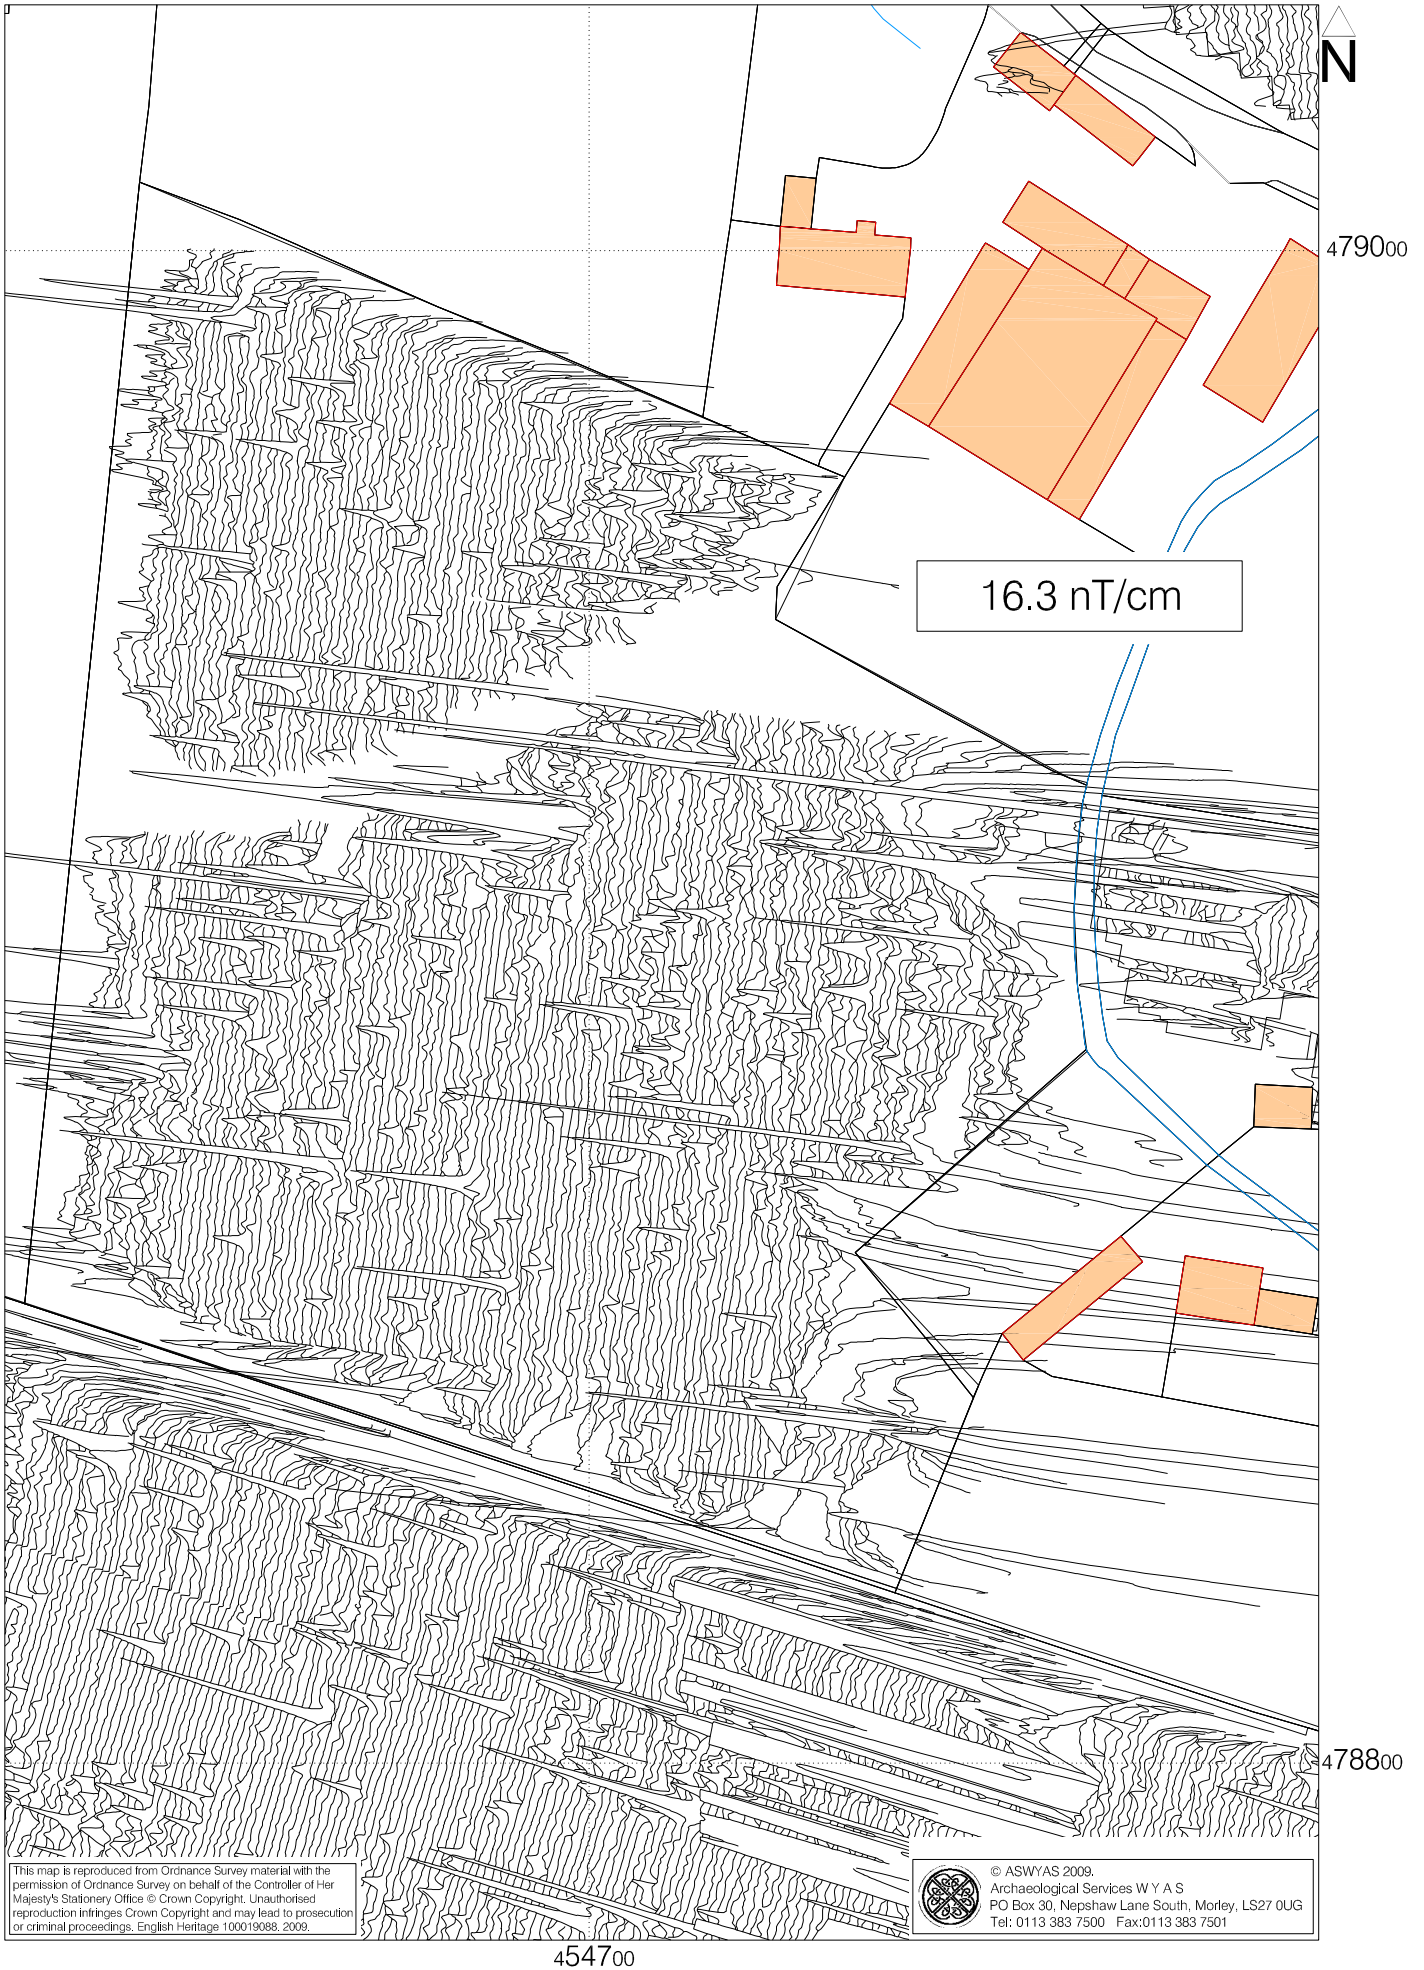 N
479000
16.3 nT/cm
478800
This map is reproduced from Ordnance Survey material with the
permission of Ordnance Survey on behalf of the Controller of Her
Majesty's Stationery Office © Crown Copyright. Unauthorised
reproduction infringes Crown Copyright and may lead to prosecution
or criminal proceedings. English Heritage 100019088. 2009.
© ASWYAS 2009.
Archaeological Services W Y A S
PO Box 30, Nepshaw Lane South, Morley, LS27 0UG
Tel: 0113 383 7500 Fax:0113 383 7501
454700